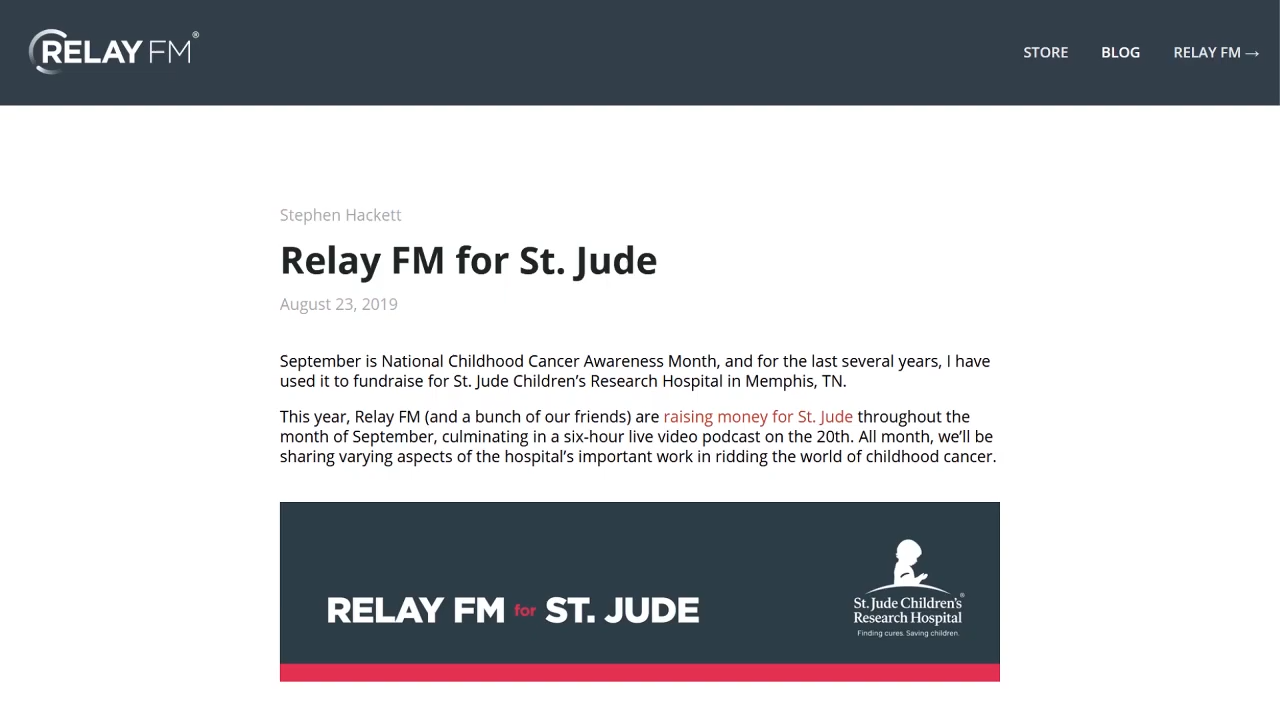 RELAY FM®
STORE
BLOG
RELAY FM →
Stephen Hackett
Relay FM for St. Jude
August 23, 2019
September is National Childhood Cancer Awareness Month, and for the last several years, I have
used it to fundraise for St. Jude Children’s Research Hospital in Memphis, TN.
This year, Relay FM (and a bunch of our friends) are raising money for St. Jude throughout the
month of September, culminating in a six-hour live video podcast on the 20th. All month, we’ll be
sharing varying aspects of the hospital’s important work in ridding the world of childhood cancer.
RELAY FM for ST. JUDE
St. Jude Children’s®
Research Hospital
Finding cures. Saving children.